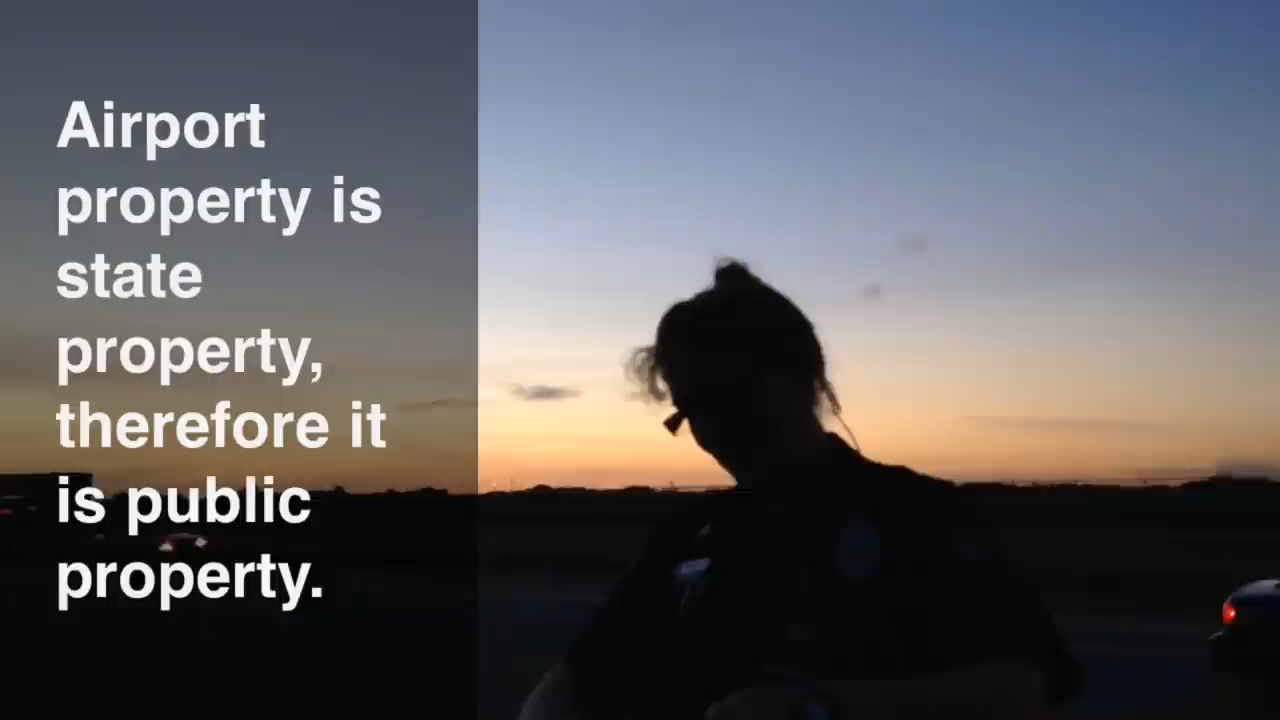 Airport
property is
state
property,
therefore it
is public
property.